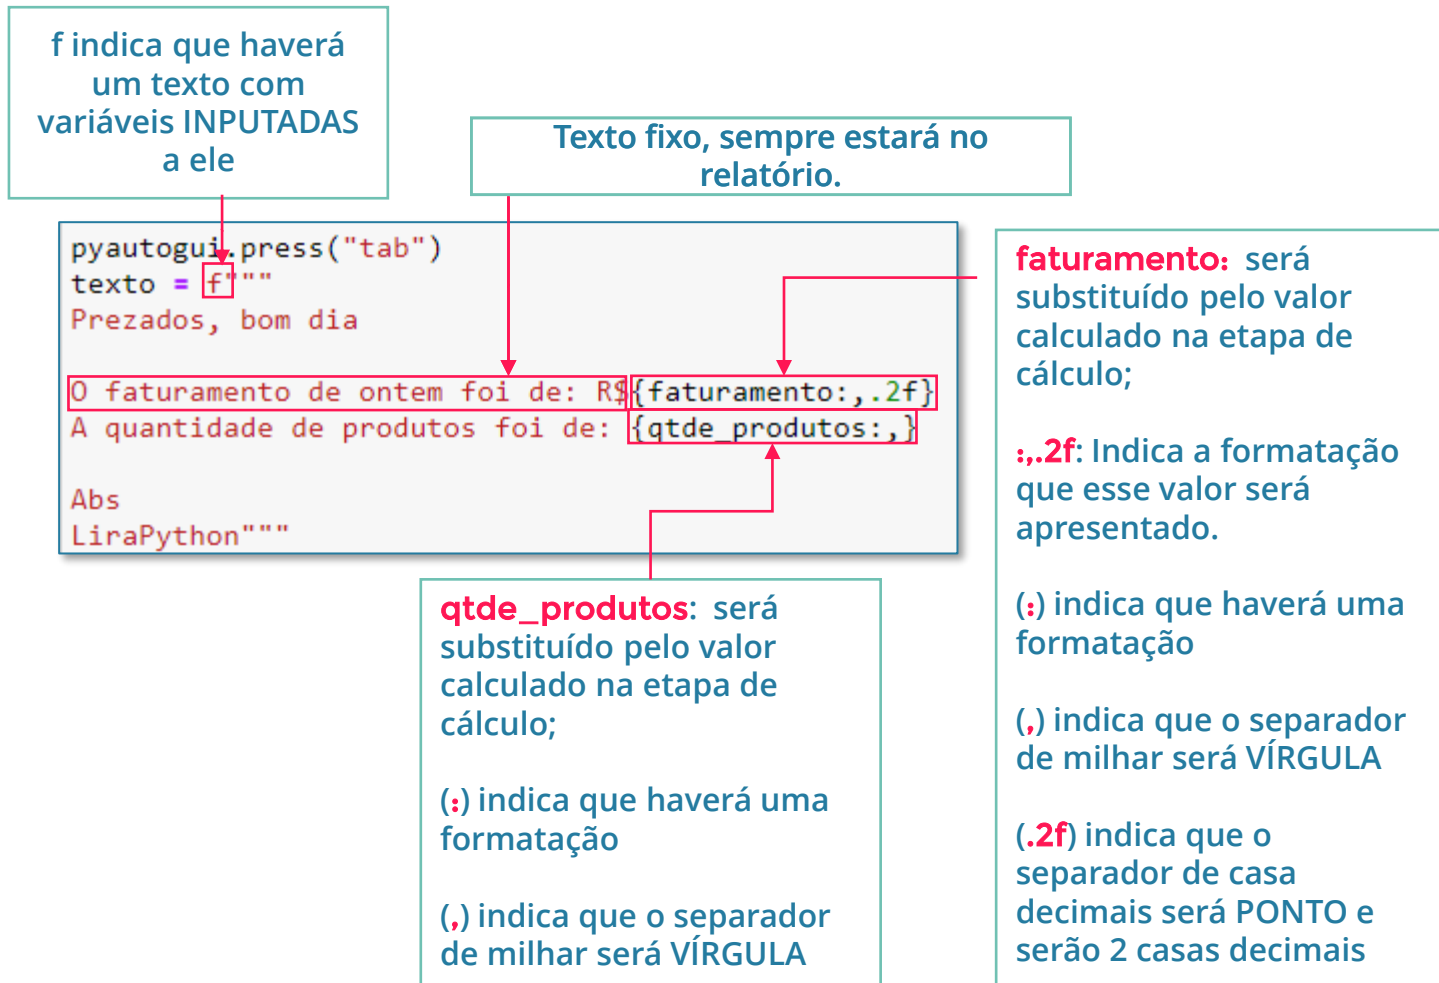 f indica que haverá
um texto com
variáveis INPUTADAS
a ele
Texto fixo, sempre estará no
relatório.
pyautogui.press("tab")
texto = f"""
Prezados, bom dia
O faturamento de ontem foi de: R${faturamento:,.2f}
A quantidade de produtos foi de: {qtde_produtos:,}
Abs
LiraPython"""
faturamento: será
substituído pelo valor
calculado na etapa de
cálculo;
:,.2f: Indica a formatação
que esse valor será
apresentado.
(:) indica que haverá uma
formatação
(,) indica que o separador
de milhar será VÍRGULA
(.2f) indica que o
separador de casa
decimais será PONTO e
serão 2 casas decimais
qtde_produtos: será
substituído pelo valor
calculado na etapa de
cálculo;
(:) indica que haverá uma
formatação
(,) indica que o separador
de milhar será VÍRGULA